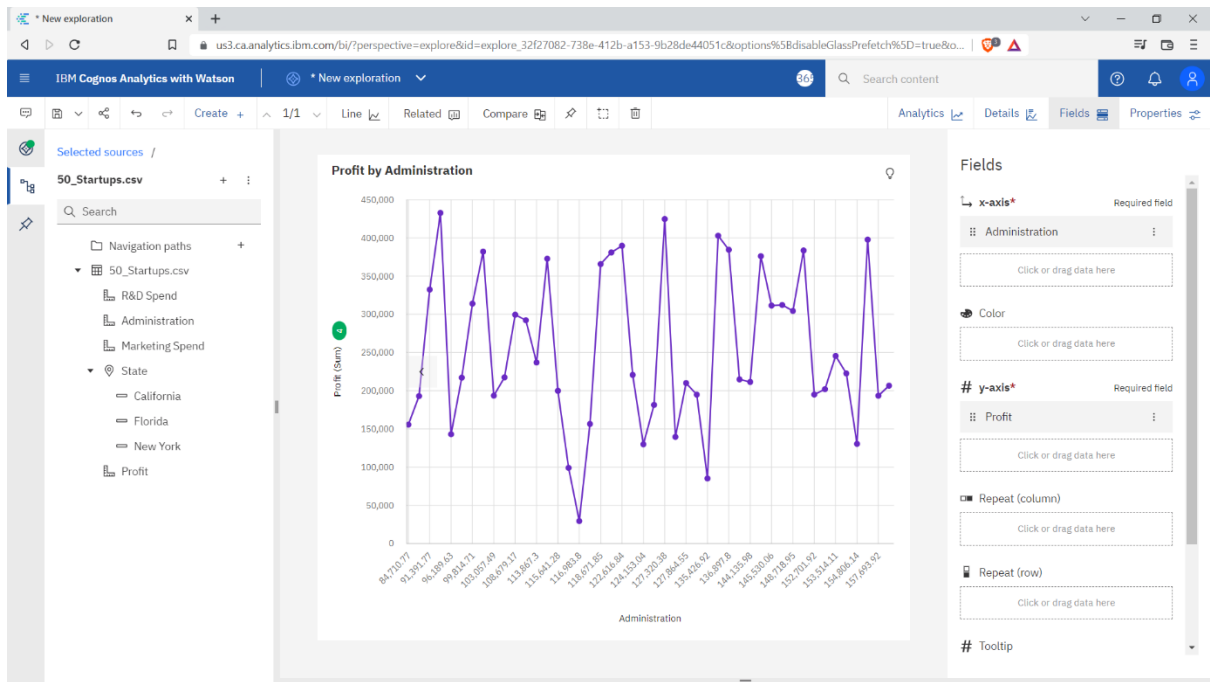 * New exploration
us3.ca.analytics.ibm.com/bi/?perspective=explore&id=explore_32f27082-738e-412b-a153-9b28de44051c&options%5BdisableGlassPrefetch%5D=true&o...
IBM Cognos Analytics with Watson
* New exploration
Search content
Create +
1/1
Line
Related
Compare
Analytics
Details
Fields
Properties
Selected sources /
50_Startups.csv
Search
Navigation paths
50_Startups.csv
R&D Spend
Administration
Marketing Spend
State
California
Florida
New York
Profit
Profit by Administration
450,000
400,000
350,000
300,000
250,000
200,000
150,000
100,000
50,000
0
Profit (Sum)
84,710.77
91,391.77
96,189.63
99,814.71
103,057.49
108,679.17
113,867.3
115,641.28
116,983.8
118,671.85
122,616.84
124,153.04
127,320.38
127,864.55
135,426.92
136,897.8
144,135.98
145,530.06
148,718.95
152,701.92
153,514.11
154,806.14
157,693.92
Administration
Fields
x-axis*
Required field
Administration
Click or drag data here
Color
Click or drag data here
# y-axis*
Required field
Profit
Click or drag data here
Repeat (column)
Click or drag data here
Repeat (row)
Click or drag data here
# Tooltip